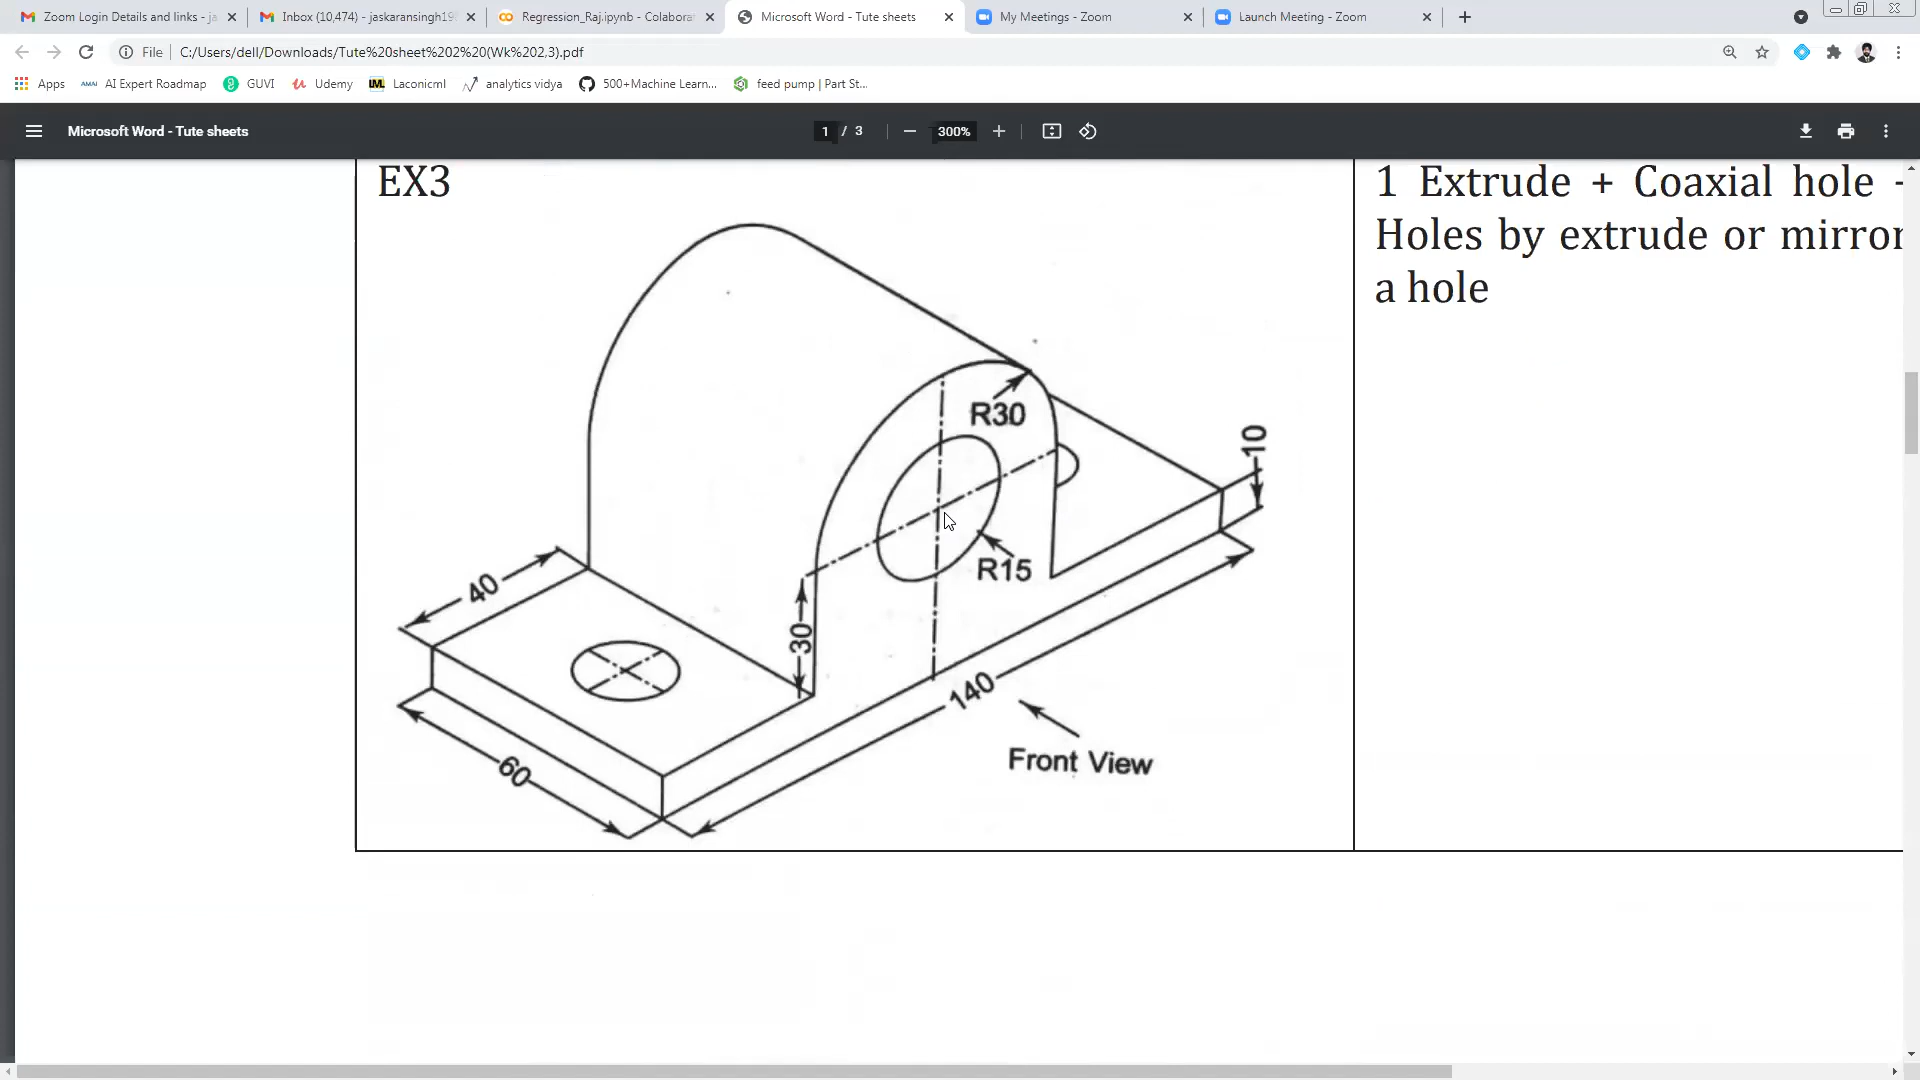 Zoom Login Details and links - ja
Inbox (10,474) - jaskaransingh19
Regression_Raj.ipynb - Colabora
Microsoft Word - Tute sheets
My Meetings - Zoom
Launch Meeting - Zoom
File
C:/Users/dell/Downloads/Tute%20sheet%202%20(Wk%202,3).pdf
Apps
AMAI
AI Expert Roadmap
GUVI
Udemy
LML
Laconicml
analytics vidya
500+Machine Learn...
feed pump | Part St...
Microsoft Word - Tute sheets
1 / 3
300%
EX3
1 Extrude + Coaxial hole -
Holes by extrude or mirror
a hole
R30
10
R15
40
30
140
60
Front View